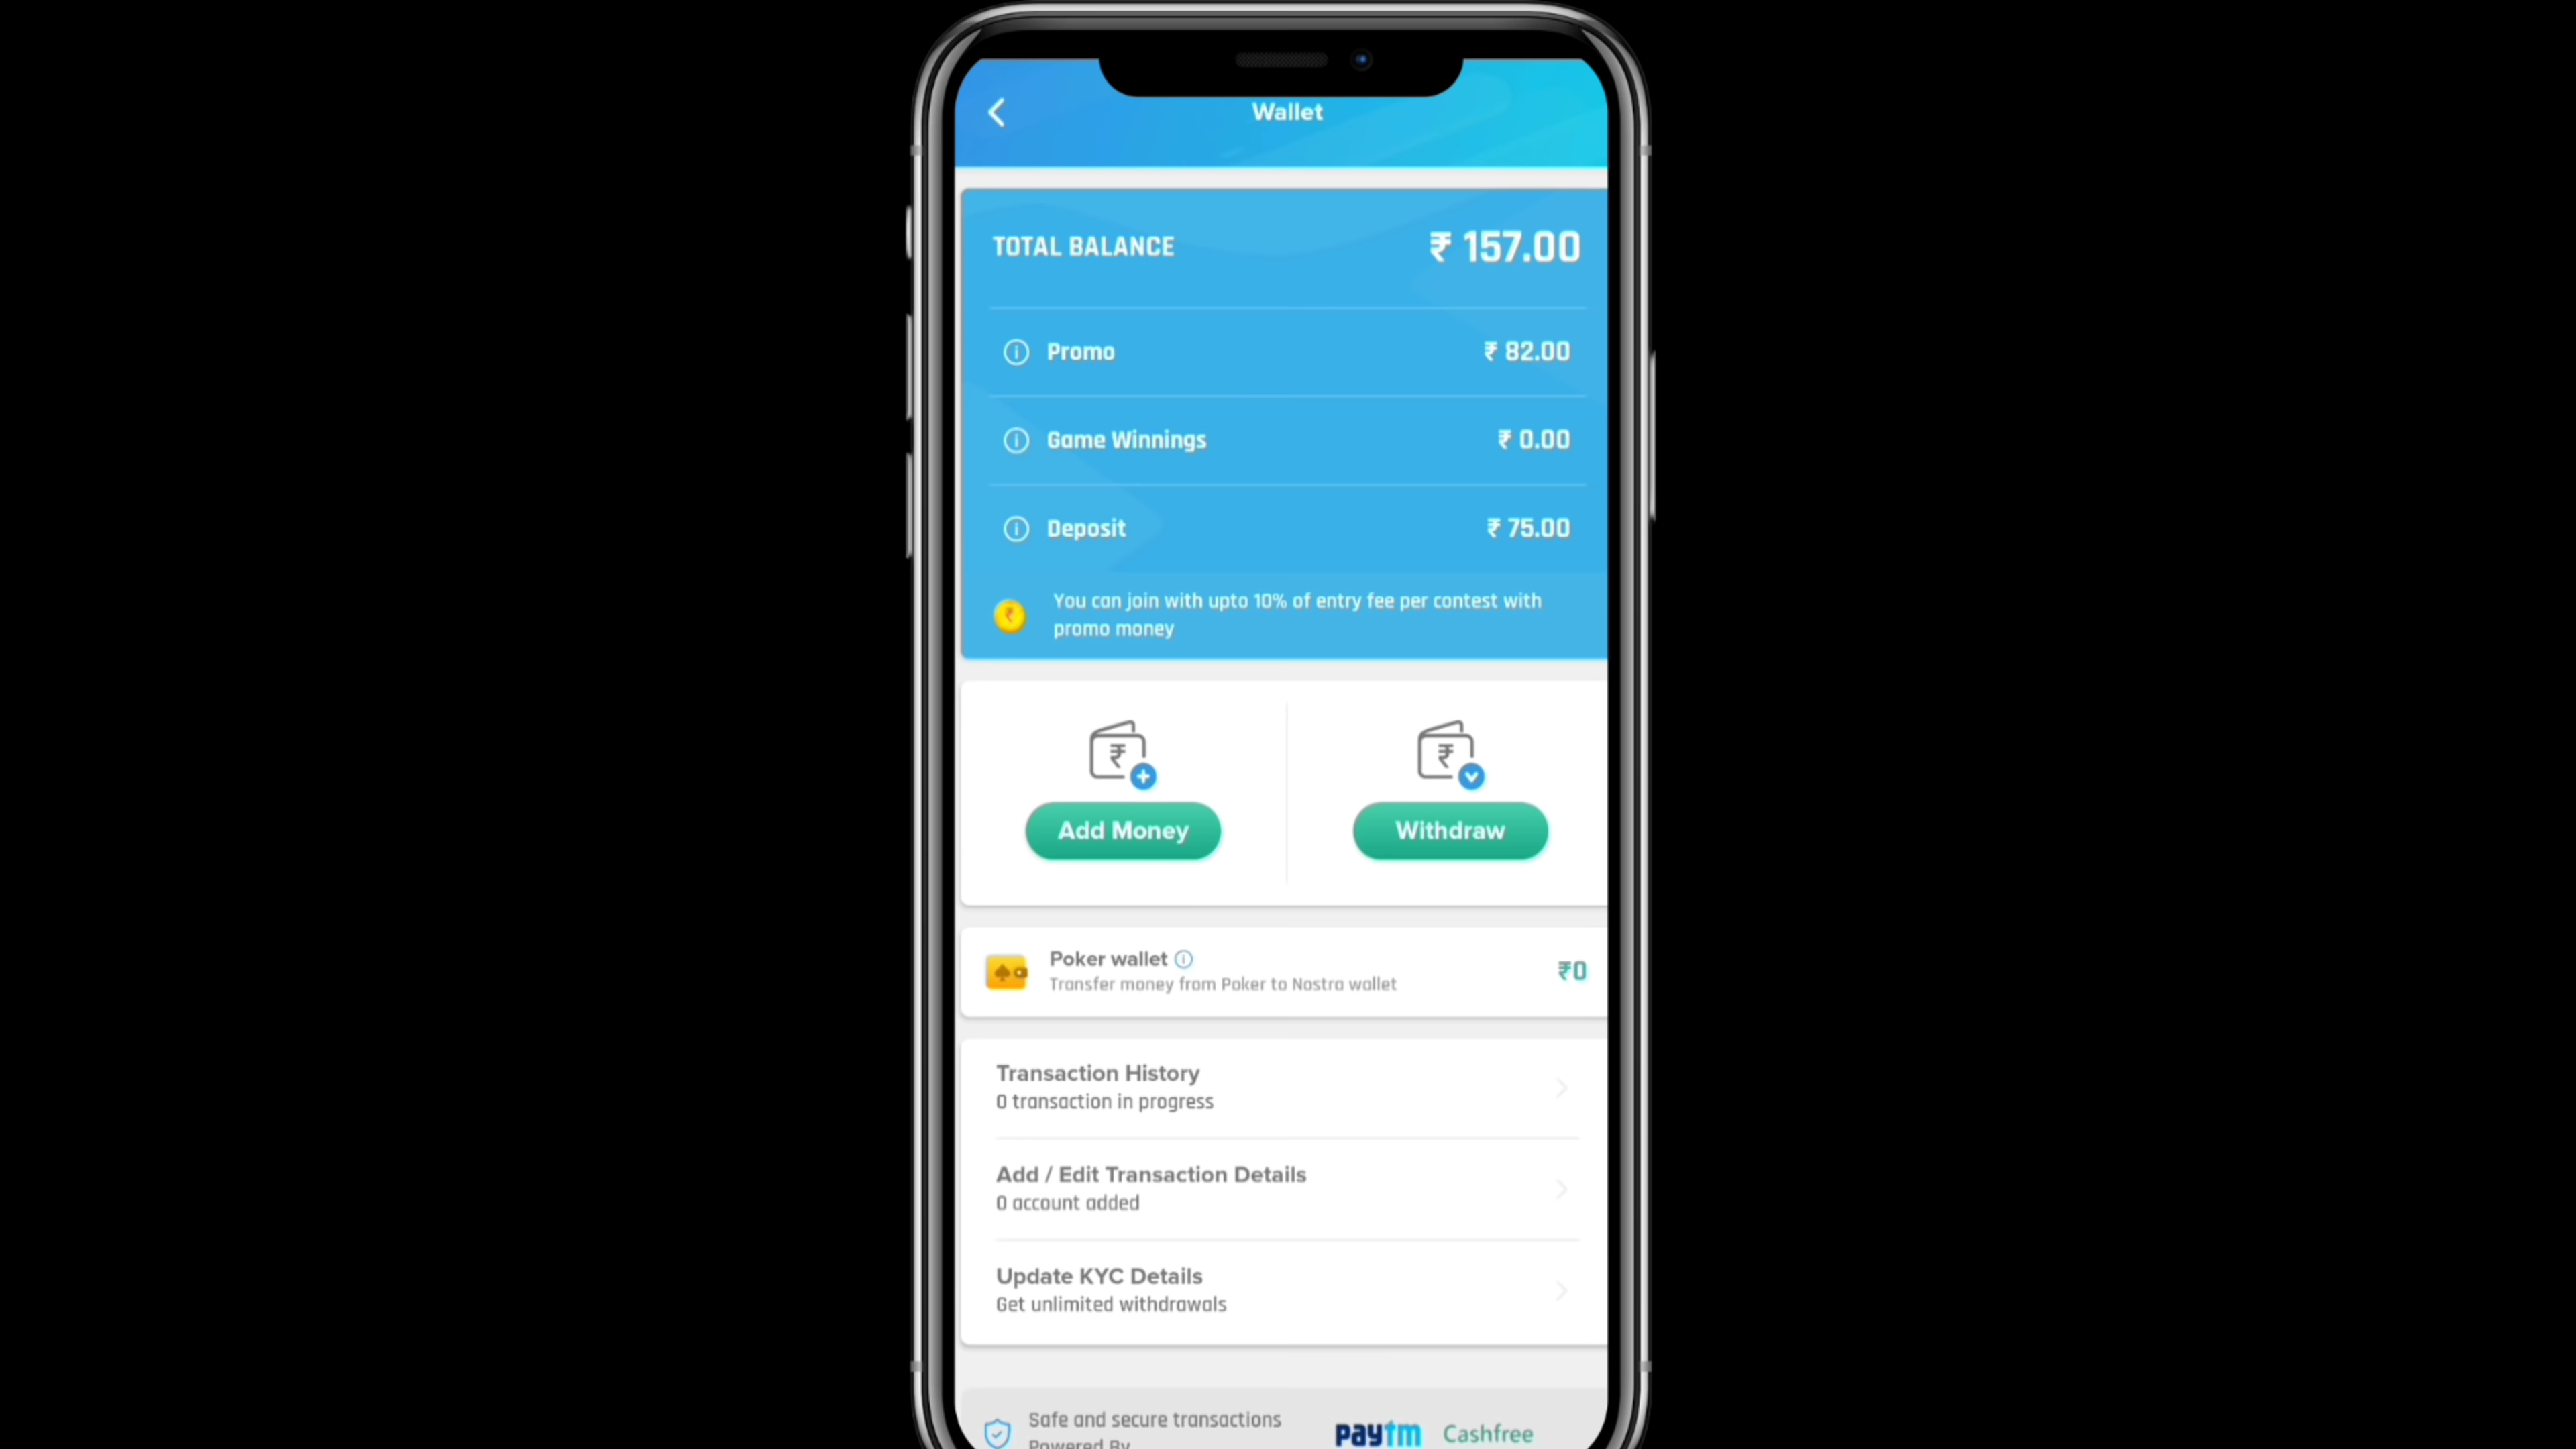 Wallet
TOTAL BALANCE ₹ 157.00
Promo ₹ 82.00
Game Winnings ₹ 0.00
Deposit ₹ 75.00
You can join with upto 10% of entry fee per contest with
promo money
Add Money Withdraw
Poker wallet ₹0
Transfer money from Poker to Nostra wallet
Transaction History
0 transaction in progress
Add / Edit Transaction Details
0 account added
Update KYC Details
Get unlimited withdrawals
Safe and secure transactions
Powered By
paytm Cashfree